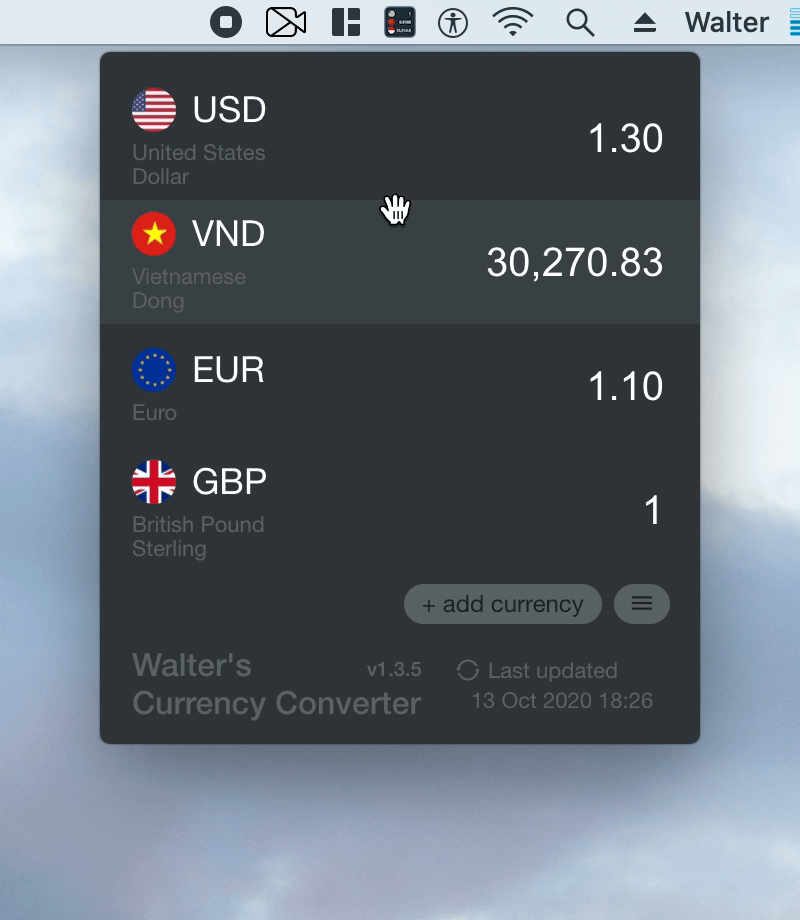 Walter
USD
United States
Dollar
1.30
VND
Vietnamese
Dong
30,270.83
EUR
Euro
1.10
GBP
British Pound
Sterling
1
+ add currency
Walter's
Currency Converter
v1.3.5
Last updated
13 Oct 2020 18:26